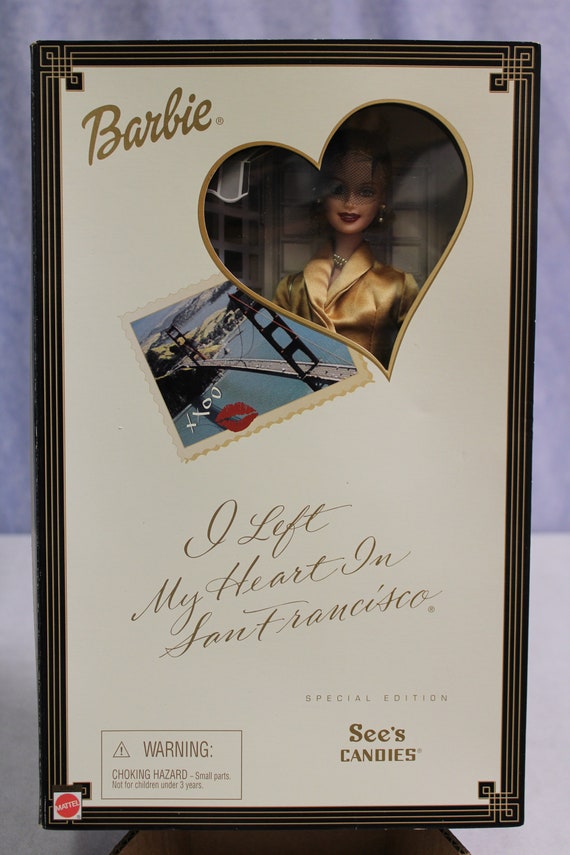 Barbie®
xxoo
I Left
My Heart In
San Francisco®
SPECIAL EDITION
See's
CANDIES®
⚠ WARNING:
CHOKING HAZARD – Small parts.
Not for children under 3 years.
MATTEL